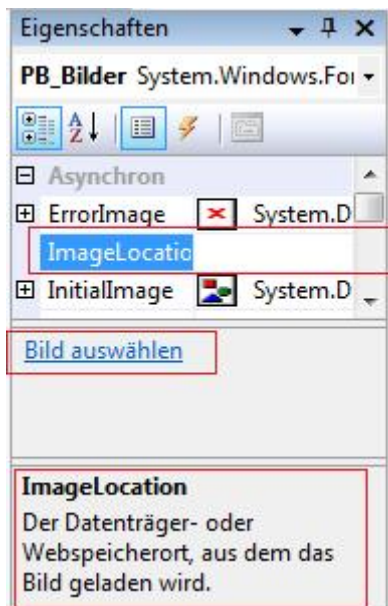 Eigenschaften
PB_Bilder System.Windows.For
Asynchron
ErrorImage System.D
ImageLocatio
InitialImage System.D
Bild auswählen
ImageLocation
Der Datenträger- oder
Webspeicherort, aus dem das
Bild geladen wird.